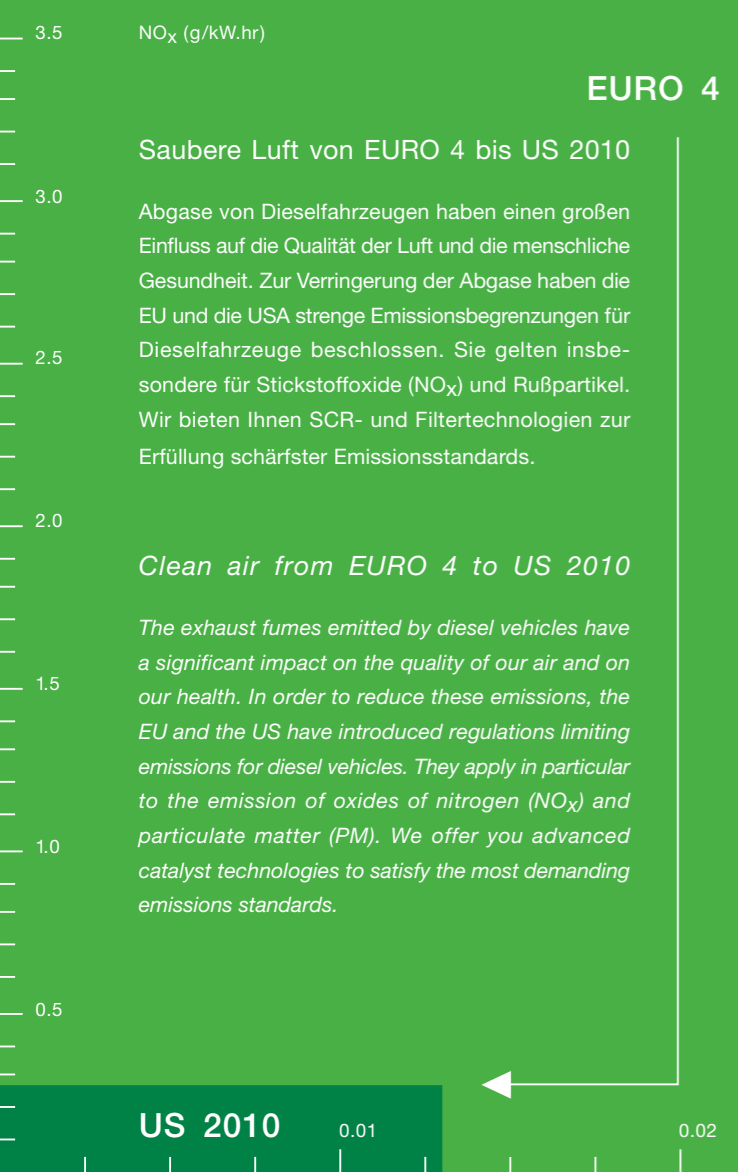 3.5
NOx (g/kW.hr)
EURO 4
Saubere Luft von EURO 4 bis US 2010
3.0
Abgase von Dieselfahrzeugen haben einen großen
Einfluss auf die Qualität der Luft und die menschliche
Gesundheit. Zur Verringerung der Abgase haben die
EU und die USA strenge Emissionsbegrenzungen für
2.5
Dieselfahrzeuge beschlossen. Sie gelten insbe-
sondere für Stickstoffoxide (NOx) und Rußpartikel.
Wir bieten Ihnen SCR- und Filtertechnologien zur
Erfüllung schärfster Emissionsstandards.
2.0
Clean air from EURO 4 to US 2010
The exhaust fumes emitted by diesel vehicles have
a significant impact on the quality of our air and on
1.5
our health. In order to reduce these emissions, the
EU and the US have introduced regulations limiting
emissions for diesel vehicles. They apply in particular
to the emission of oxides of nitrogen (NOx) and
particulate matter (PM). We offer you advanced
1.0
catalyst technologies to satisfy the most demanding
emissions standards.
0.5
US 2010
0.01
0.02